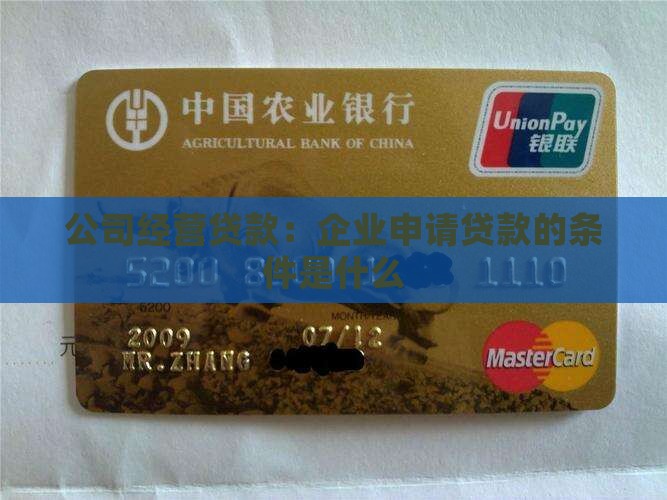 中国农业银行
AGRICULTURAL BANK OF CHINA
UnionPay
银联
公司经营贷款：企业申请贷款的条
件是什么
5200 8 1110
5200
元
2009 07/12
MR.ZHANG
MasterCard